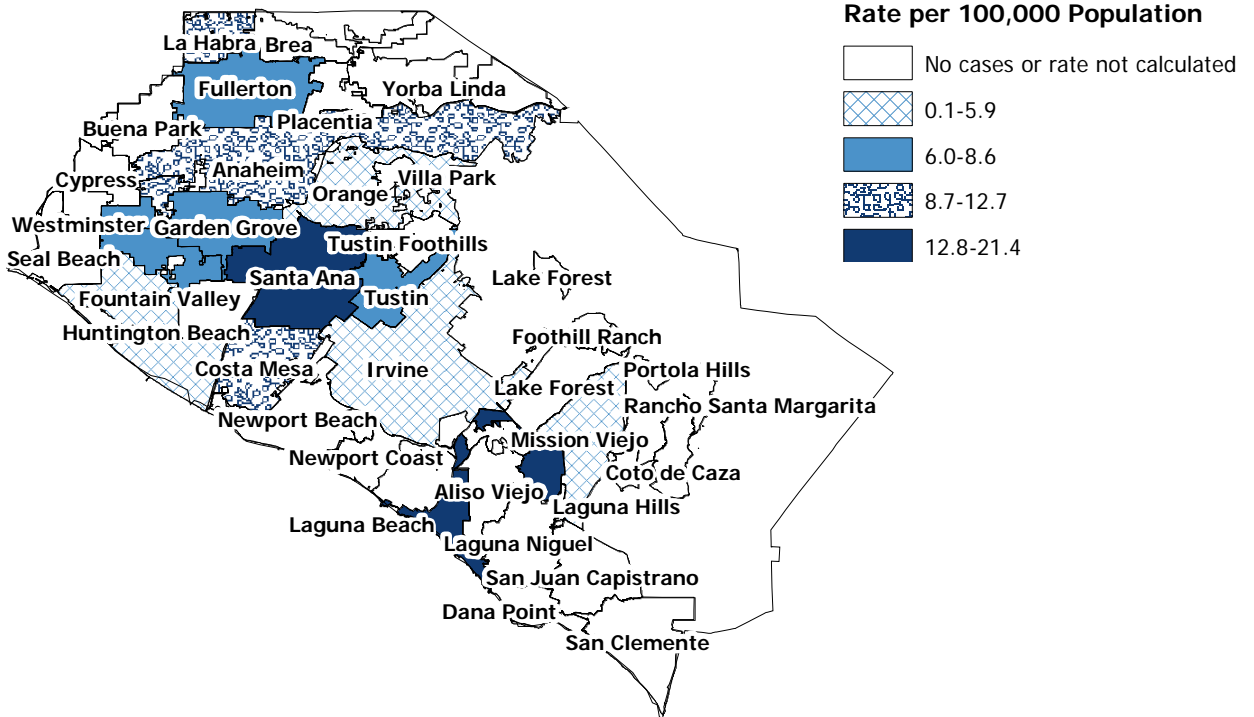 Rate per 100,000 Population
No cases or rate not calculated
0.1-5.9
6.0-8.6
8.7-12.7
12.8-21.4
La Habra
Brea
Fullerton
Yorba Linda
Buena Park
Placentia
Anaheim
Cypress
Orange
Villa Park
Westminster
Garden Grove
Tustin Foothills
Seal Beach
Santa Ana
Lake Forest
Fountain Valley
Tustin
Huntington Beach
Foothill Ranch
Costa Mesa
Irvine
Portola Hills
Lake Forest
Rancho Santa Margarita
Newport Beach
Mission Viejo
Newport Coast
Coto de Caza
Aliso Viejo
Laguna Hills
Laguna Beach
Laguna Niguel
San Juan Capistrano
Dana Point
San Clemente